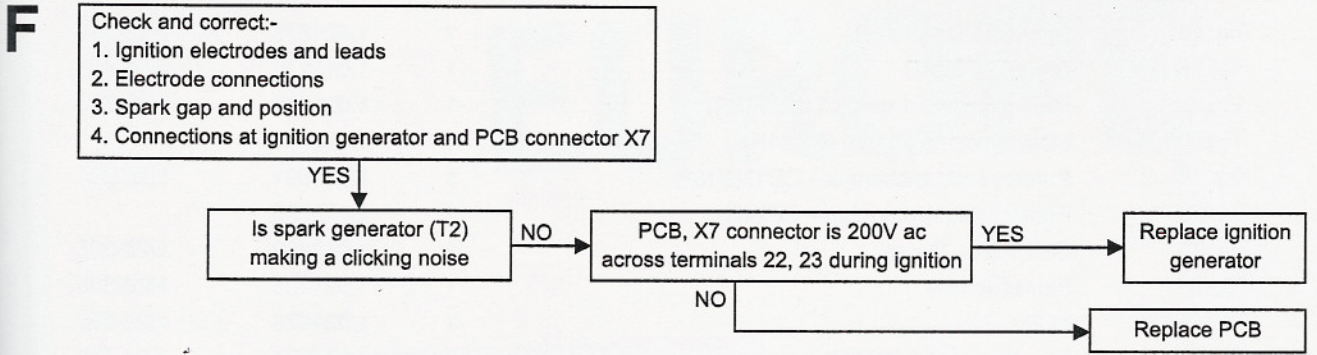 F
Check and correct:-
1. Ignition electrodes and leads
2. Electrode connections
3. Spark gap and position
4. Connections at ignition generator and PCB connector X7
YES
Is spark generator (T2)
making a clicking noise
NO
PCB, X7 connector is 200V ac
across terminals 22, 23 during ignition
YES
Replace ignition
generator
NO
Replace PCB